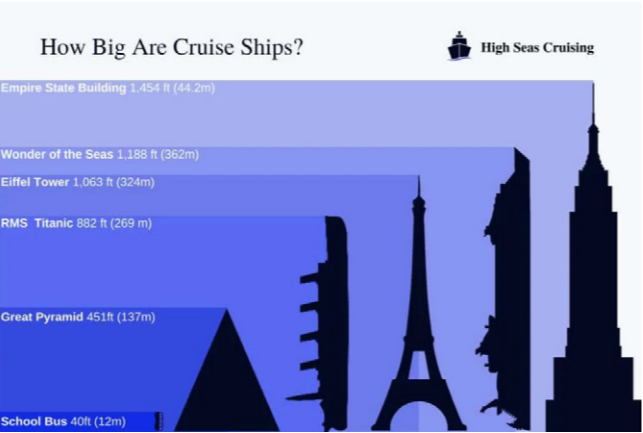 How Big Are Cruise Ships?
High Seas Cruising
Empire State Building 1,454 ft (44.2m)
Wonder of the Seas 1,188 ft (362m)
Eiffel Tower 1,063 ft (324m)
RMS Titanic 882 ft (269 m)
Great Pyramid 451ft (137m)
School Bus 40ft (12m)